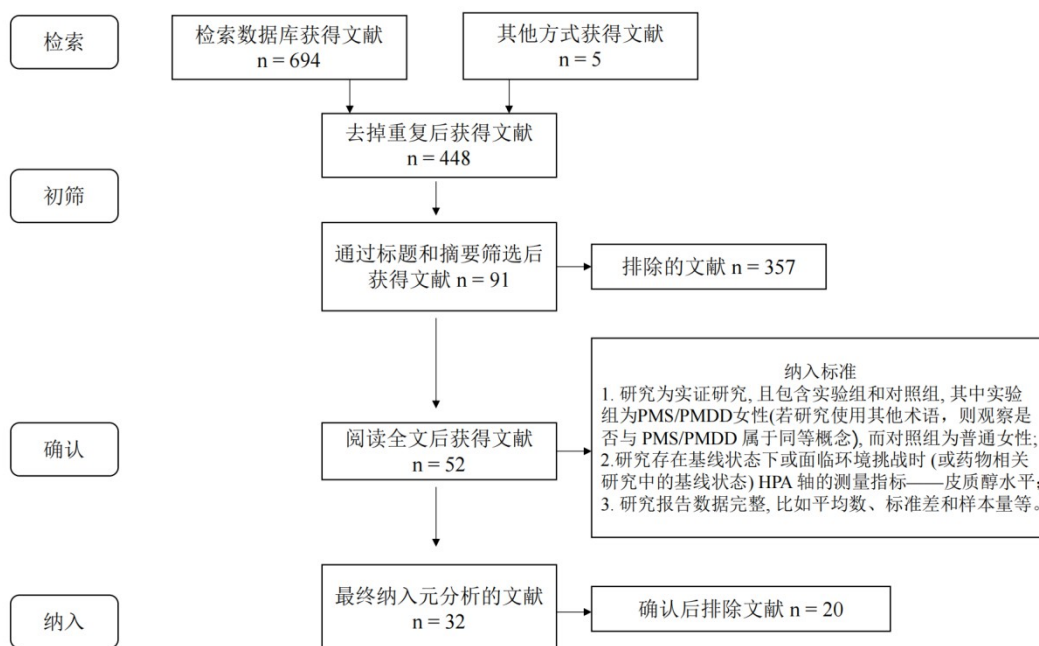 检索
检索数据库获得文献
n = 694
其他方式获得文献
n = 5
去掉重复后获得文献
n = 448
初筛
通过标题和摘要筛选后
获得文献 n = 91
排除的文献 n = 357
确认
阅读全文后获得文献
n = 52
纳入标准
1. 研究为实证研究, 且包含实验组和对照组, 其中实验
组为PMS/PMDD女性(若研究使用其他术语，则观察是
否与 PMS/PMDD 属于同等概念), 而对照组为普通女性;
2.研究存在基线状态下或面临环境挑战时 (或药物相关
研究中的基线状态) HPA 轴的测量指标——皮质醇水平;
3. 研究报告数据完整, 比如平均数、标准差和样本量等。
纳入
最终纳入元分析的文献
n = 32
确认后排除文献 n = 20